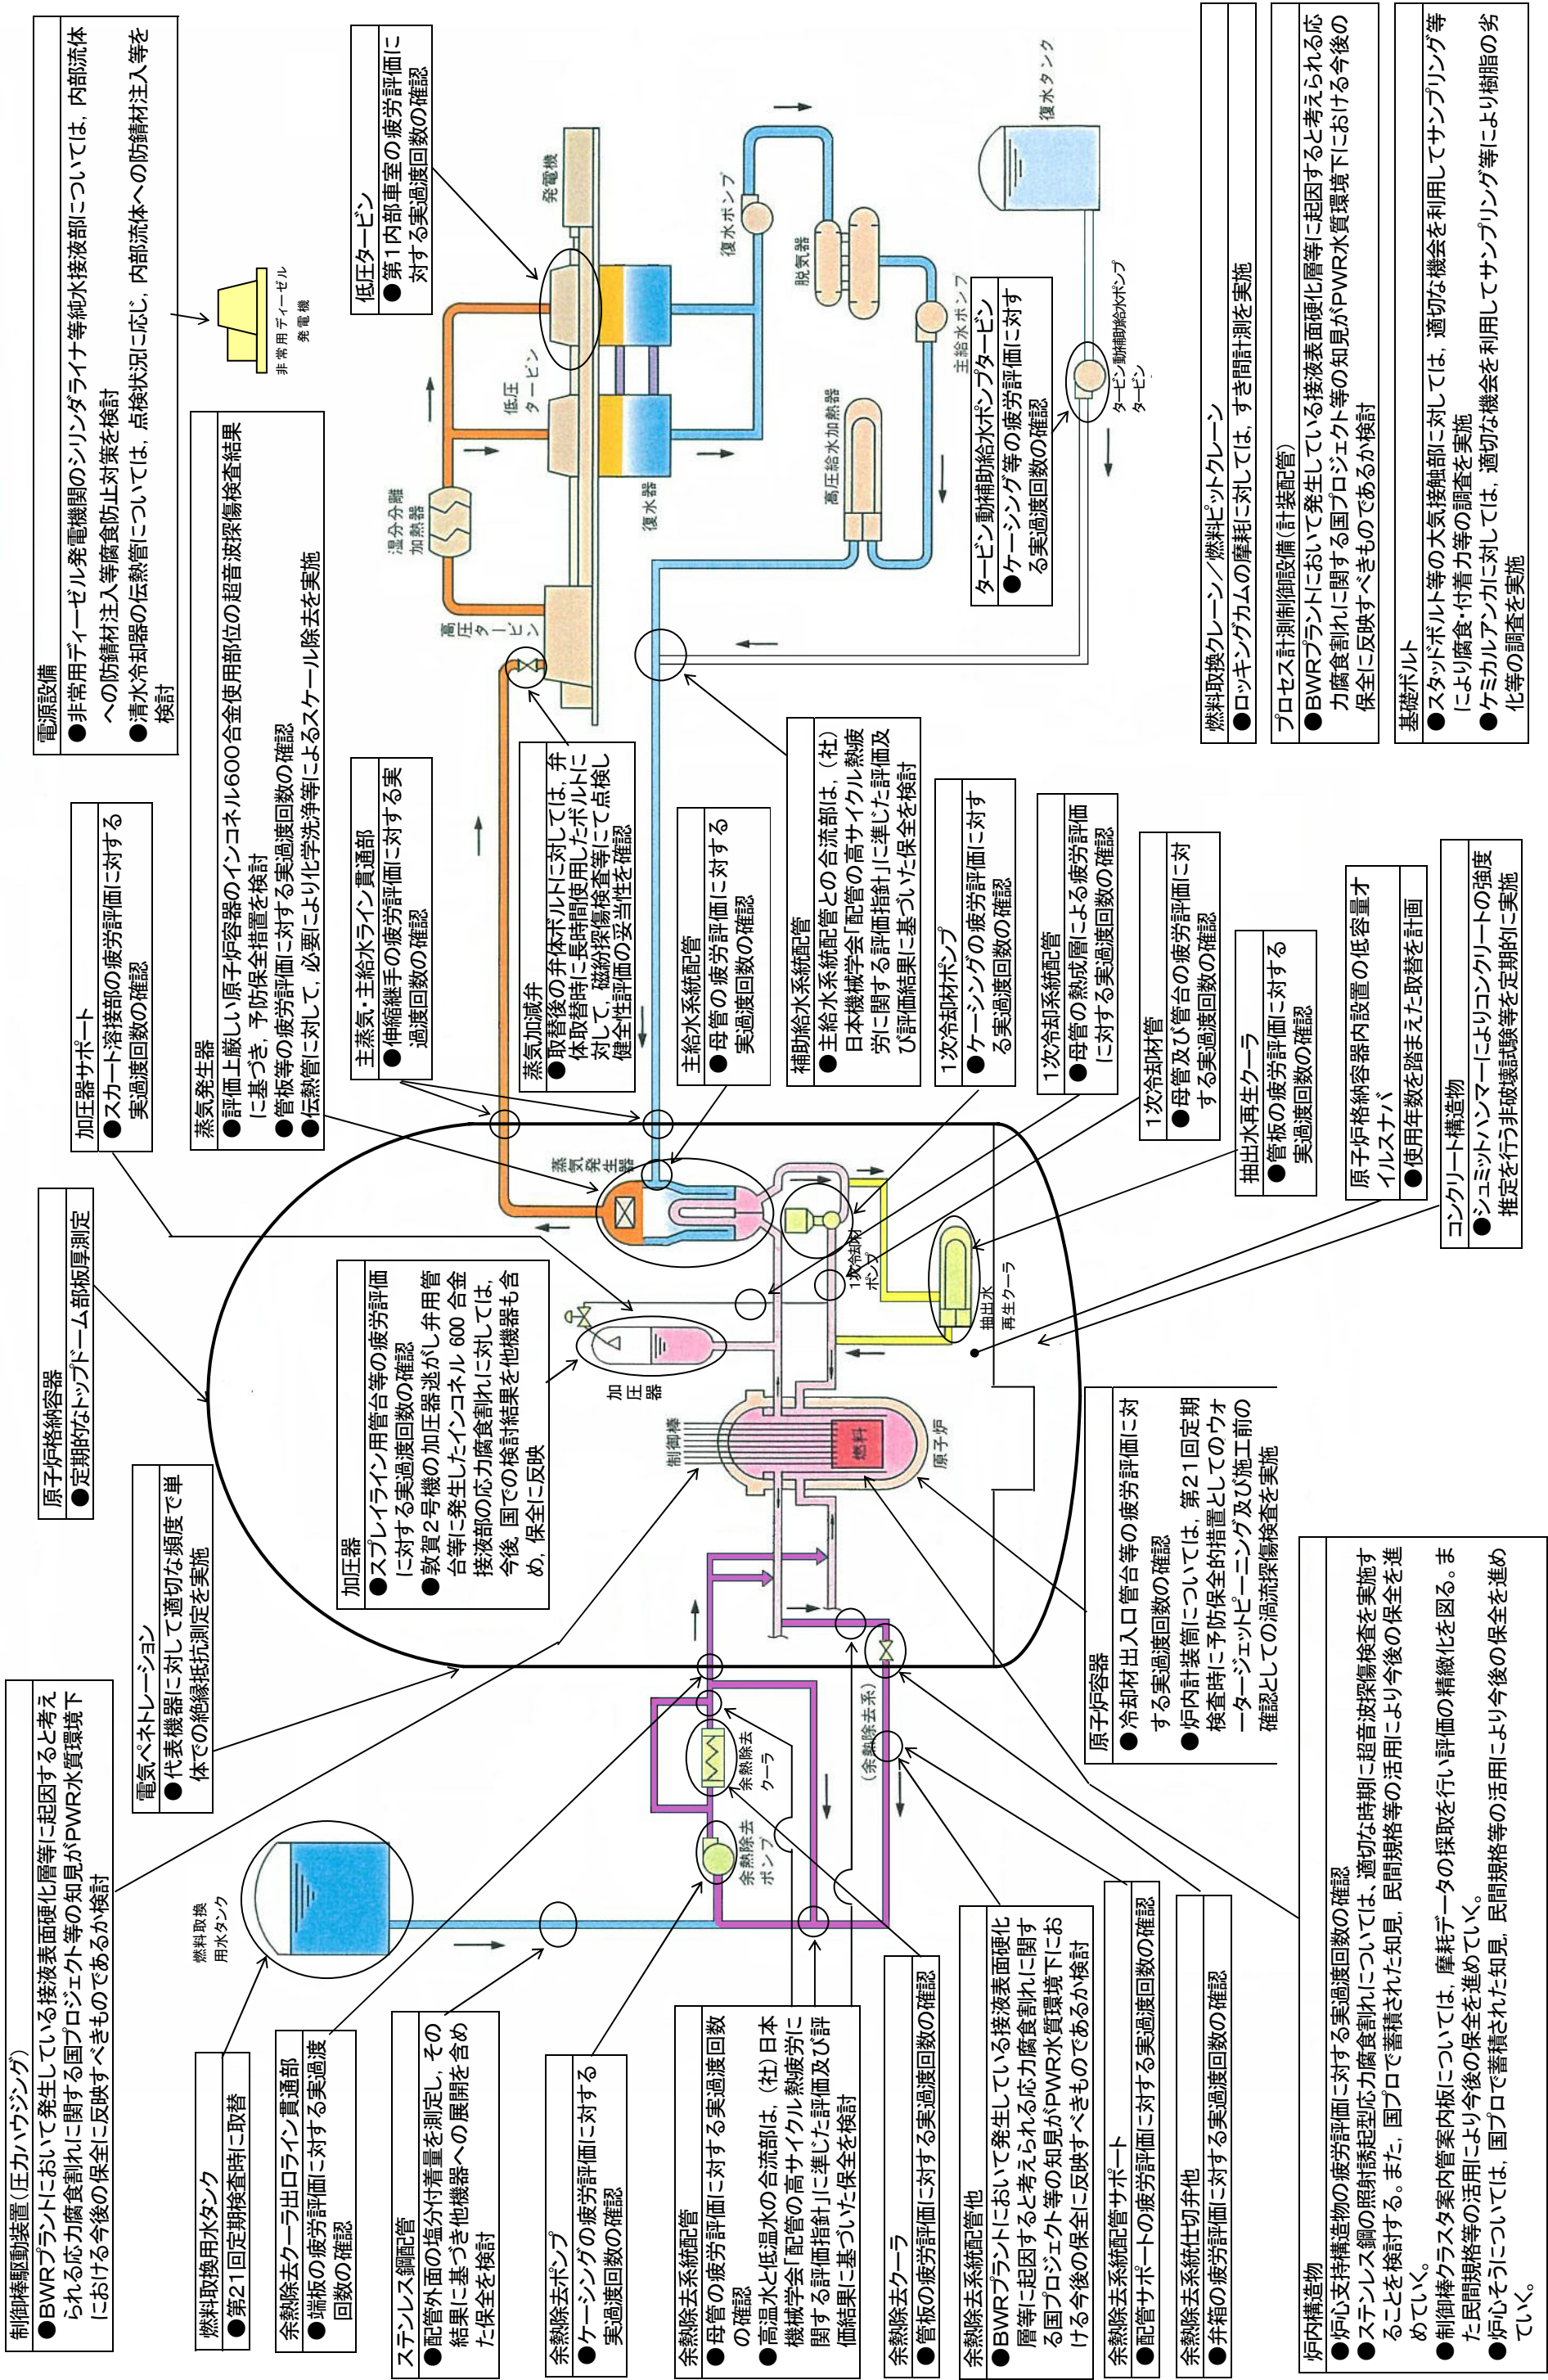 制御棒駆動装置（圧力ハウジング）
●BWRプラントにおいて発生している接液表面硬化層等に起因すると考え
られる応力腐食割れに関する国プロジェクト等の知見がPWR水質環境下
における今後の保全に反映すべきものであるか検討
電気ペネトレーション
●代表機器に対して適切な頻度で単
体での絶縁抵抗測定を実施
原子炉格納容器
●定期的なトップドーム部板厚測定
加圧器サポート
●スカート溶接部の疲労評価に対する
実過渡回数の確認
電源設備
●非常用ディーゼル発電機関のシリンダライナ等純水接液部については，内部流体
への防錆材注入等腐食防止対策を検討
●清水冷却器の伝熱管については，点検状況に応じ，内部流体への防錆材注入等を
検討
非常用ディーゼル
発電機
燃料取換用水タンク
●第21回定期検査時に取替
燃料取換
用水タンク
余熱除去クーラ出口ライン貫通部
●端板の疲労評価に対する実過渡
回数の確認
蒸気発生器
●評価上厳しい原子炉容器のインコネル600合金使用部位の超音波探傷検査結果
に基づき，予防保全措置を検討
●管板等の疲労評価に対する実過渡回数の確認
●伝熱管に対して，必要により化学洗浄等によるスケール除去を実施
ステンレス鋼配管
●配管外面の塩分付着量を測定し，その
結果に基づき他機器への展開を含め
た保全を検討
加圧器
●スプレイライン用管台等の疲労評価
に対する実過渡回数の確認
●敦賀2号機の加圧器逃がし弁用管
台等に発生したインコネル 600 合金
接液部の応力腐食割れに対しては，
今後，国での検討結果を他機器も含
め，保全に反映
主蒸気・主給水ライン貫通部
●伸縮継手の疲労評価に対する実
過渡回数の確認
低圧タービン
●第1内部車室の疲労評価に
対する実過渡回数の確認
湿分分離
加熱器
高圧タービン
低圧
タービン
発電機
蒸気加減弁
●取替後の弁体ボルトに対しては，弁
体取替時に長時間使用したボルトに
対して，磁粉探傷検査等にて点検し
健全性評価の妥当性を確認
余熱除去ポンプ
●ケーシングの疲労評価に対する
実過渡回数の確認
蒸気発生器
加圧器
制御棒
復水器
復水ポンプ
主給水系統配管
●母管の疲労評価に対する
実過渡回数の確認
余熱除去系統配管
●母管の疲労評価に対する実過渡回数
の確認
●高温水と低温水の合流部は，（社）日本
機械学会「配管の高サイクル熱疲労に
関する評価指針」に準じた評価及び評
価結果に基づいた保全を検討
余熱除去
ポンプ
余熱除去
クーラ
補助給水系統配管
●主給水系統配管との合流部は，（社）
日本機械学会「配管の高サイクル熱疲
労に関する評価指針」に準じた評価及
び評価結果に基づいた保全を検討
脱気器
高圧給水加熱器
燃料
1次冷却材
ポンプ
（余熱除去系）
余熱除去クーラ
●管板の疲労評価に対する実過渡回数の確認
原子炉
1次冷却材ポンプ
●ケーシングの疲労評価に対す
る実過渡回数の確認
主給水ポンプ
タービン動補助給水ポンプタービン
●ケーシング等の疲労評価に対す
る実過渡回数の確認
復水タンク
抽出水
再生クーラ
余熱除去系統配管他
●BWRプラントにおいて発生している接液表面硬化
層等に起因すると考えられる応力腐食割れに関す
る国プロジェクト等の知見がPWR水質環境下にお
ける今後の保全に反映すべきものであるか検討
1次冷却系統配管
●母管の熱成層による疲労評価
に対する実過渡回数の確認
原子炉容器
●冷却材出入口管台等の疲労評価に対
する実過渡回数の確認
●炉内計装筒については，第21回定期
検査時に予防保全的措置としてのウォ
ータージェットピーニング及び施工前の
確認としての渦流探傷検査を実施
タービン動補助給水ポンプ
タービン
余熱除去系統配管サポート
●配管サポートの疲労評価に対する実過渡回数の確認
1次冷却材管
●母管及び管台の疲労評価に対
する実過渡回数の確認
余熱除去系統仕切弁他
●弁箱の疲労評価に対する実過渡回数の確認
抽出水再生クーラ
●管板の疲労評価に対する
実過渡回数の確認
燃料取換クレーン／燃料ピットクレーン
●ロッキングカムの摩耗に対しては，すき間計測を実施
プロセス計測制御設備（計装配管）
●BWRプラントにおいて発生している接液表面硬化層等に起因すると考えられる応
力腐食割れに関する国プロジェクト等の知見がPWR水質環境下における今後の
保全に反映すべきものであるか検討
炉内構造物
●炉心支持構造物の疲労評価に対する実過渡回数の確認
●ステンレス鋼の照射誘起型応力腐食割れについては、適切な時期に超音波探傷検査を実施す
ることを検討する。また，国プロで蓄積された知見，民間規格等の活用により今後の保全を進
めていく。
●制御棒クラスタ案内管案内板については，摩耗データの採取を行い評価の精緻化を図る。ま
た民間規格等の活用により今後の保全を進めていく。
●炉心そうについては，国プロで蓄積された知見，民間規格等の活用により今後の保全を進め
ていく。
原子炉格納容器内設置の低容量オ
イルスナバ
●使用年数を踏まえた取替を計画
コンクリート構造物
●シュミットハンマーによりコンクリートの強度
推定を行う非破壊試験等を定期的に実施
基礎ボルト
●スタッドボルト等の大気接触部に対しては，適切な機会を利用してサンプリング等
により腐食・付着力等の調査を実施
●ケミカルアンカに対しては，適切な機会を利用してサンプリング等により樹脂の劣
化等の調査を実施